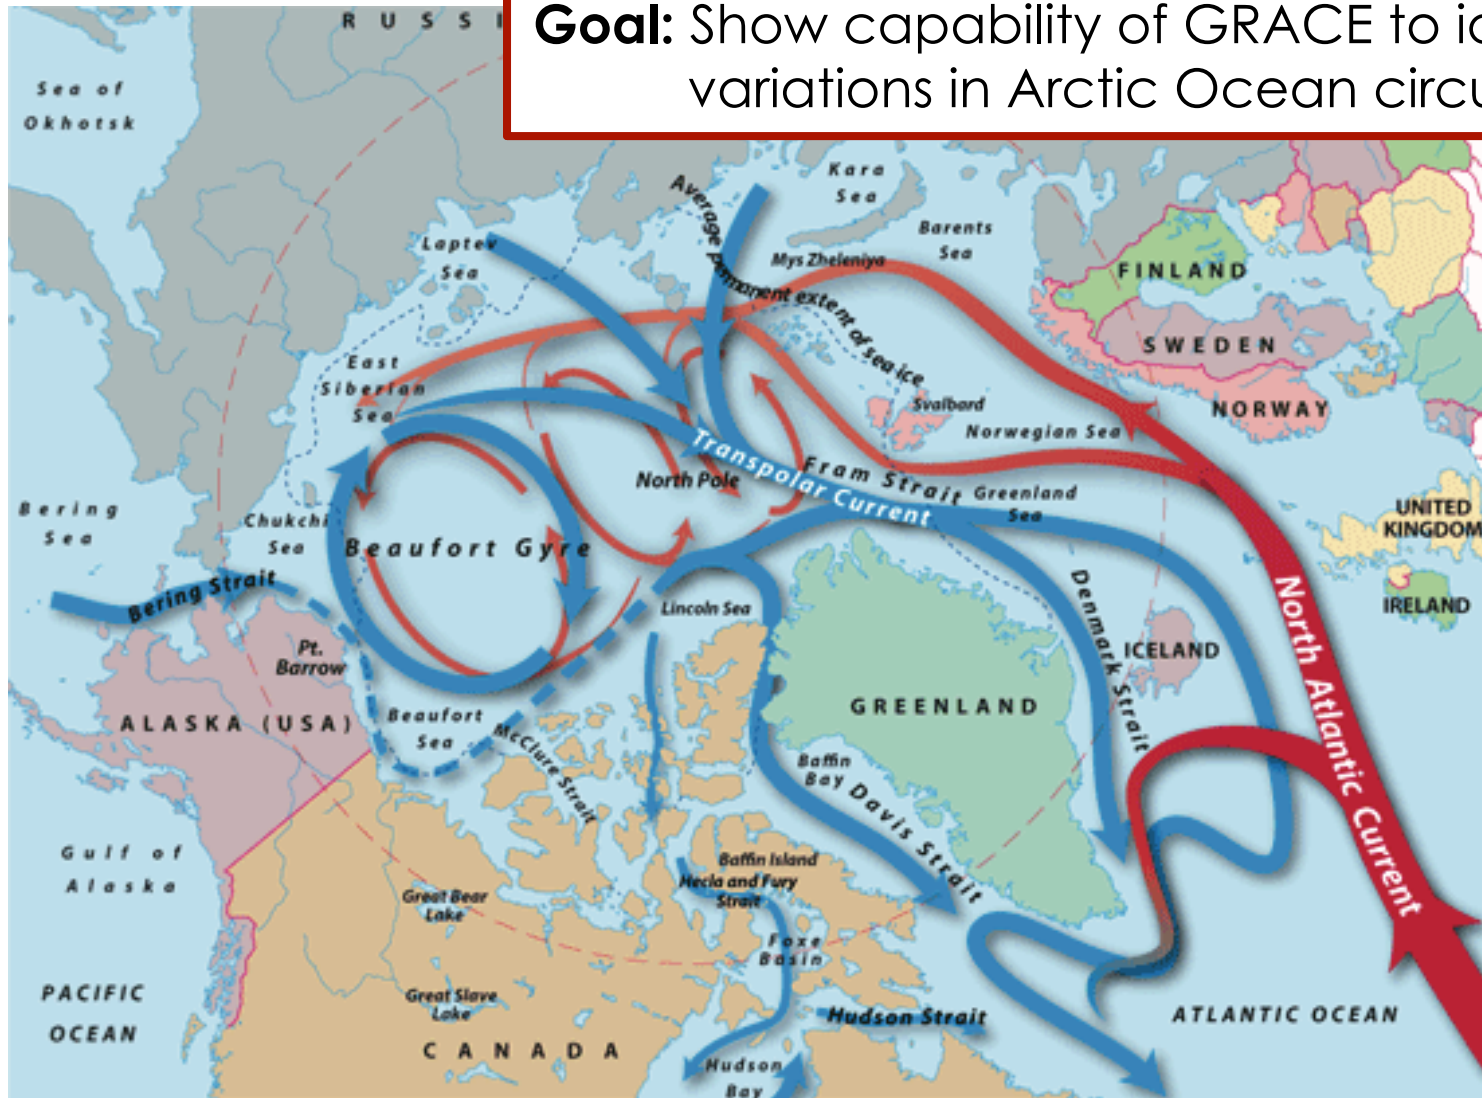 RUSSI
Goal: Show capability of GRACE to
variations in Arctic Ocean
Sea of
Okhotsk
Kara
Sea
Average permanent extent of sea ice
Barents
Sea
Laptev
Sea
Mys Zheleniya
FINLAND
SWEDEN
East
Siberian
Sea
Svalbard
NORWAY
Norwegian Sea
Transpolar Current
North Pole
Fram Strait
Greenland
Sea
Bering
Sea
Chukchi
Sea
Beaufort Gyre
UNITED
KINGDOM
Bering Strait
Lincoln Sea
Denmark Strait
North Atlantic Current
IRELAND
Pt.
Barrow
ICELAND
ALASKA (USA)
Beaufort
Sea
McClure Strait
GREENLAND
Baffin
Bay
Davis Strait
Gulf of
Alaska
Baffin Island
Hecla and Fury
Strait
Great Bear
Lake
Foxe
Basin
PACIFIC
OCEAN
Great Slave
Lake
Hudson Strait
ATLANTIC OCEAN
CANADA
Hudson
Bay